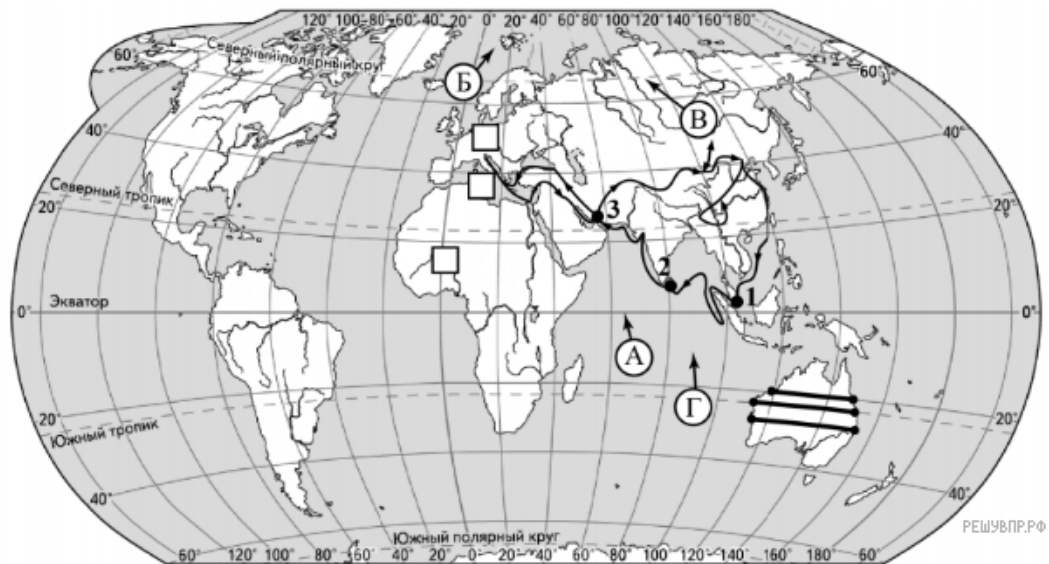 120° 100° 80° 60° 40° 20° 0° 20° 40° 60° 80° 100° 120° 140° 160° 180°
60° Северный полярный круг 60°
Б
В
40° 40°
Северный тропик
20° 20°
3
2
1
Экватор
0° 0°
А
Г
20° 20°
Южный тропик
40° 40°
РЕШУВПР.РФ
Южный полярный круг
60° 120° 100° 80° 60° 40° 20° 0° 20° 40° 60° 80° 100° 120° 140° 160° 180° 60°